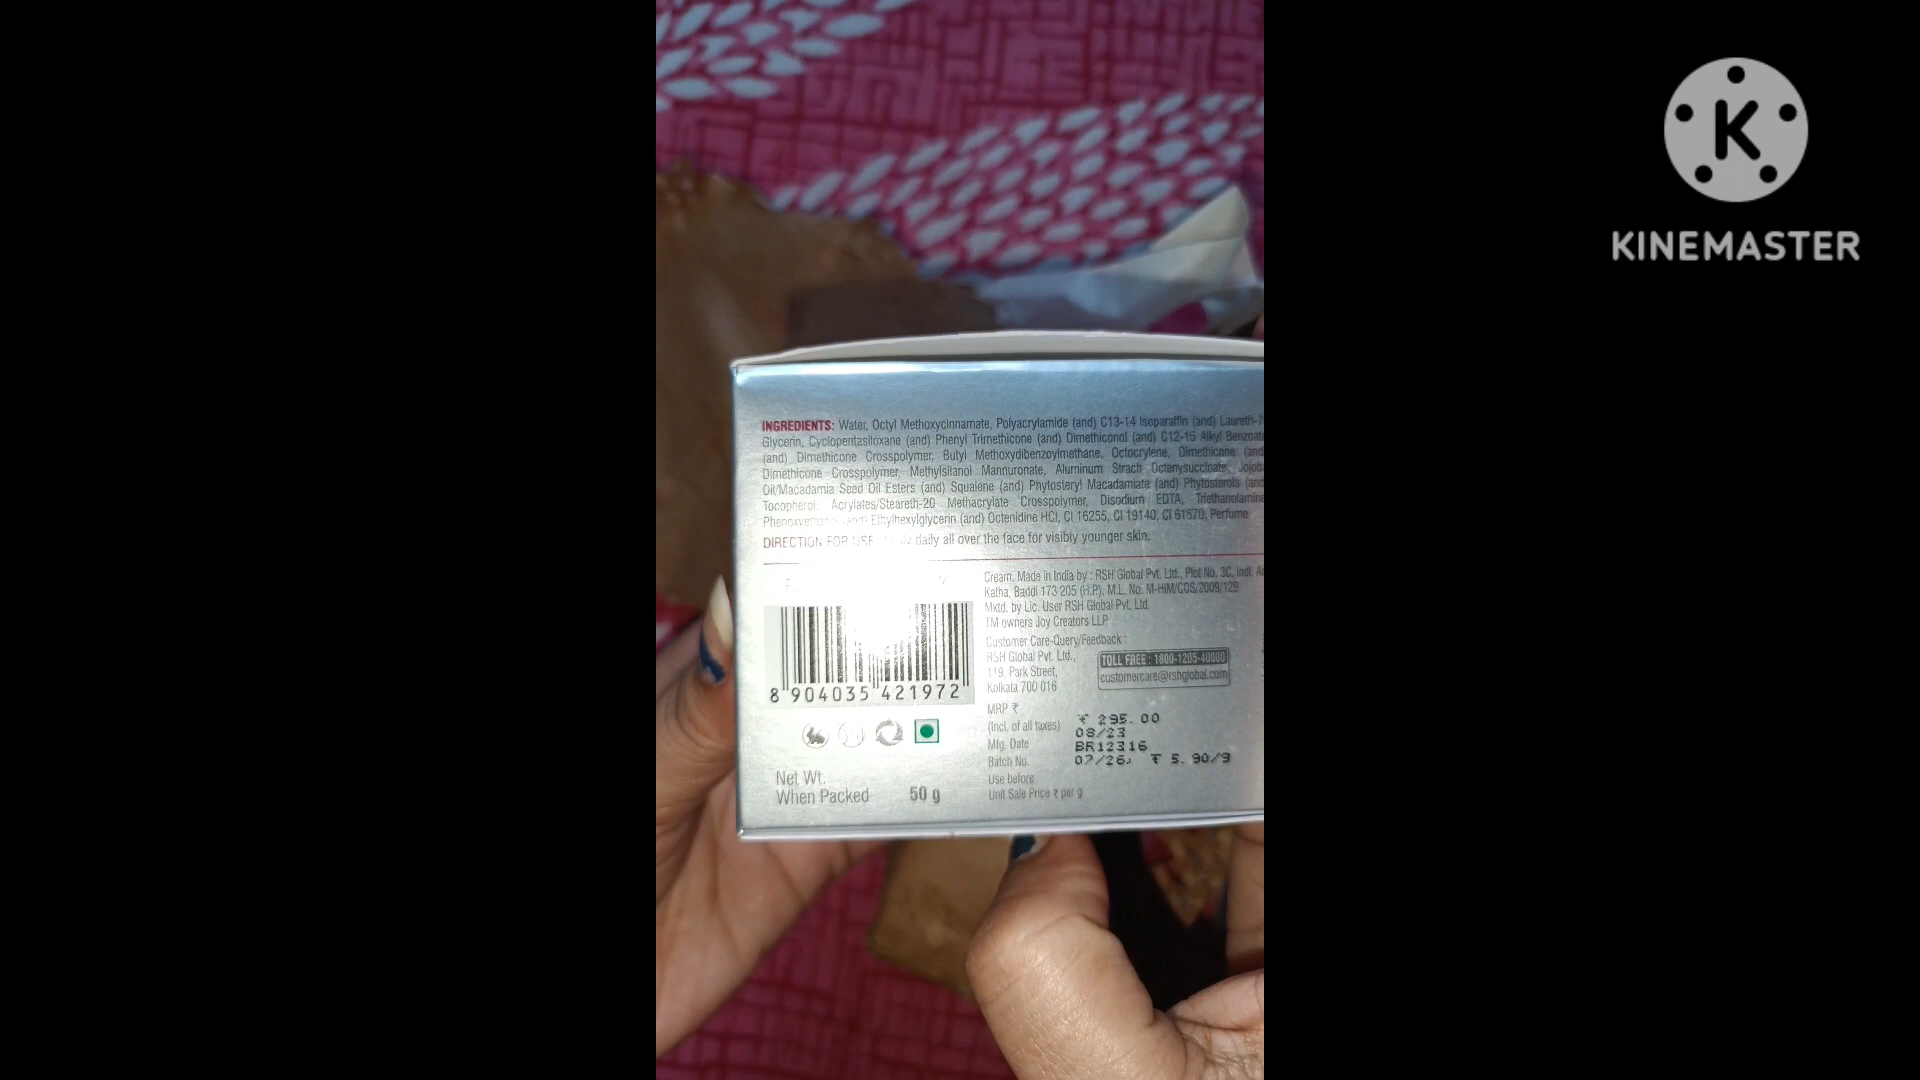 KINEMASTER
INGREDIENTS: Water, Octyl Methoxycinnamate, Polyacrylamide (and) C13-14 Isoparaffin (and) Laureth-7
Glycerin, Cyclopentasiloxane (and) Phenyl Trimethicone (and) Dimethiconol (and) C12-15 Alkyl Benzoat
(and) Dimethicone Crosspolymer, Butyl Methoxydibenzoylmethane, Octocrylene, Dimethicone (and
Dimethicone Crosspolymer, Methylsilanol Mannuronate, Aluminum Strach Octenysuccinate, Jojoba
Oil/Macadamia Seed Oil Esters (and) Squalene (and) Phytosteryl Macadamiate (and) Phytosterols (and
Tocopherol, Acrylates/Steareth-20 Methacrylate Crosspolymer, Disodium EDTA, Triethanolamine
(and) Ethylhexylglycerin (and) Octenidine HCl, CI 16255, CI 19140, CI 61570, Perfume
DIRECTION FOR USE daily all over the face for visibly younger skin.
Cream. Made in India by : RSH Global Pvt. Ltd., Plot No. 3C, Indl. A
Katha, Baddi 173 205 (H.P), M.L. No. M-HIM/COS/2009/129
Mktd. by Lic. User RSH Global Pvt. Ltd.
TM owners Joy Creators LLP
Customer Care-Query/Feedback :
RSH Global Pvt. Ltd.,
119, Park Street,
Kolkata 700 016
TOLL FREE : 1800-1205-40000
customercare@rshglobal.com
8 904035 421972
MRP ₹
(Incl. of all taxes) ₹ 295.00
Mfg. Date 08/23
Batch No. BR12316
Use before 07/26 ₹ 5.90/9
Unit Sale Price ₹ per g
Net Wt.
When Packed 50 g